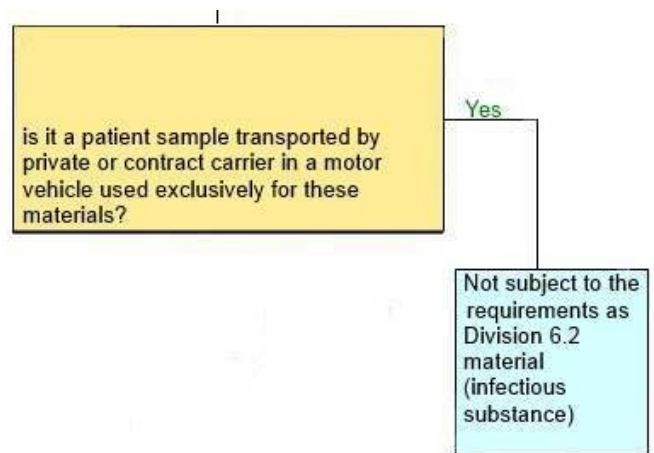 Yes
is it a patient sample transported by
private or contract carrier in a motor
vehicle used exclusively for these
materials?
Not subject to the
requirements as
Division 6.2
material
(infectious
substance)